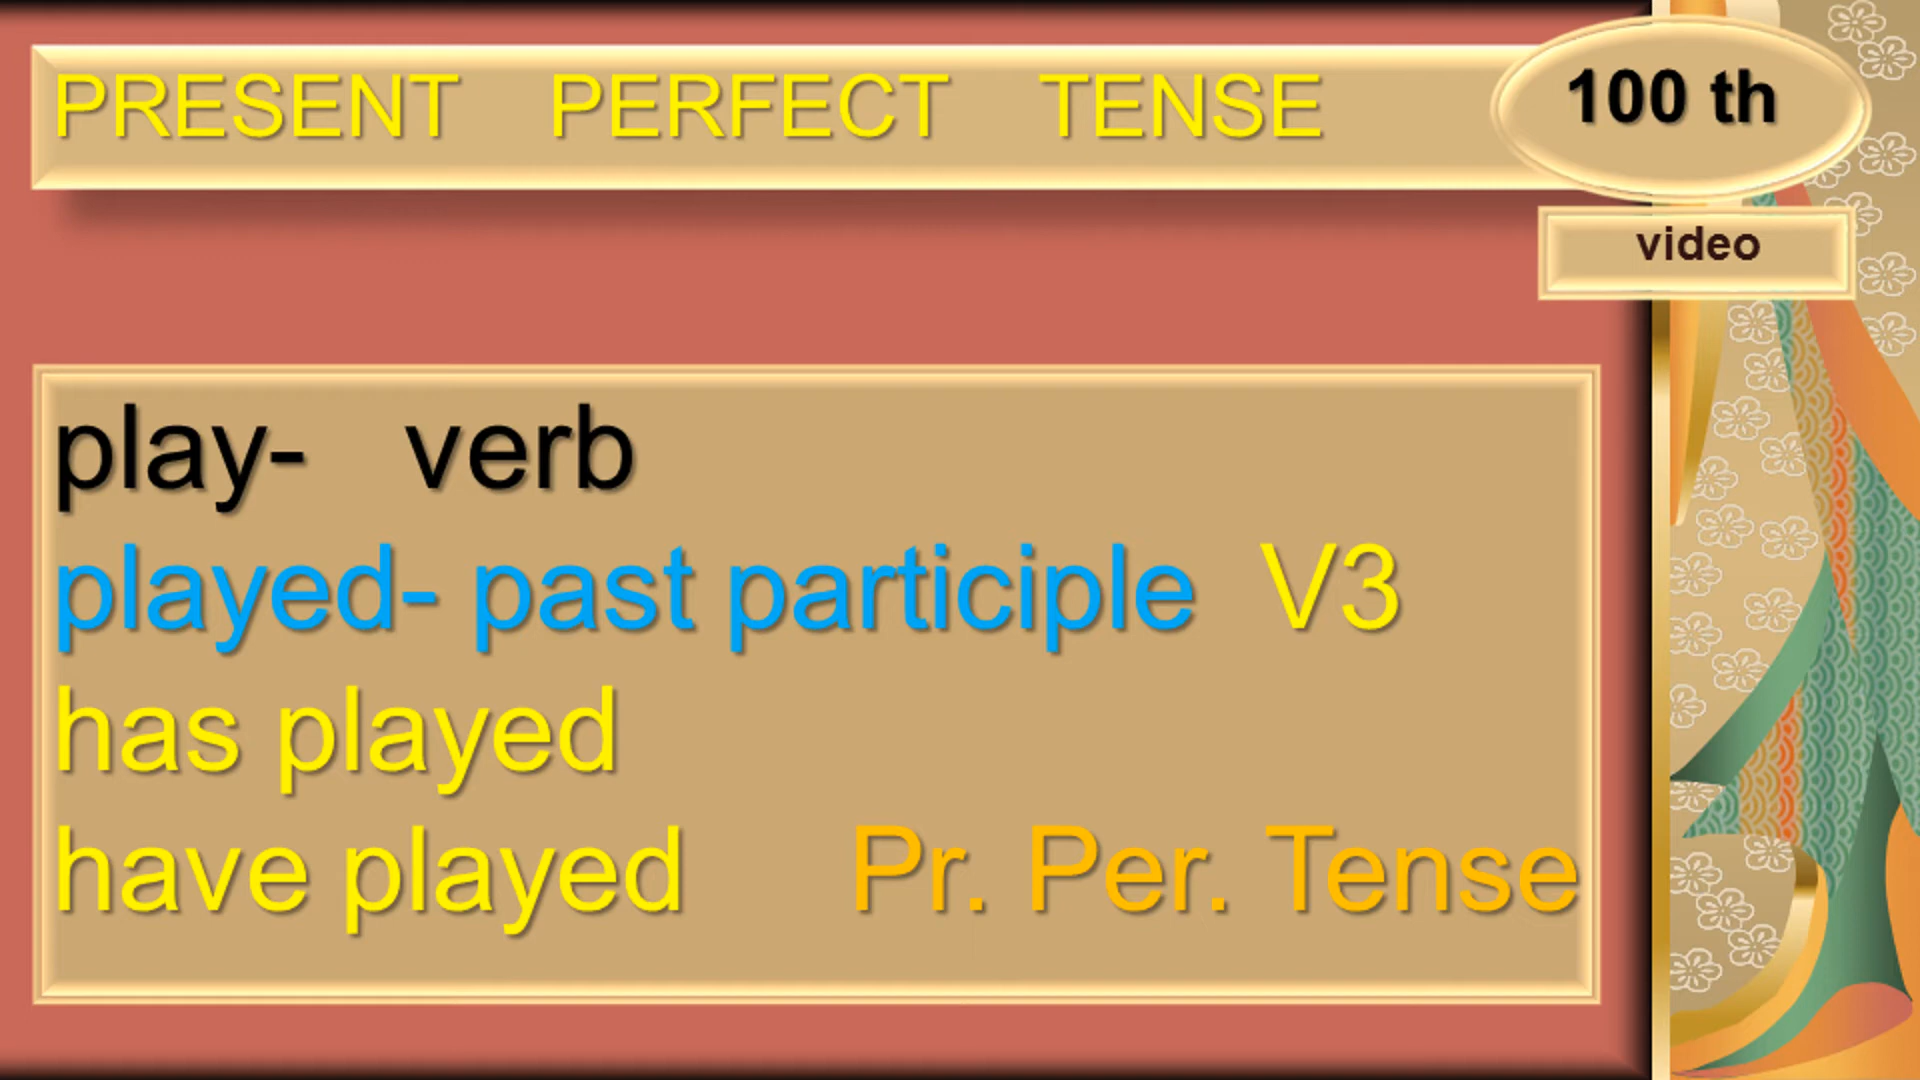 PRESENT PERFECT TENSE
100 th
video
play- verb
played- past participle V3
has played
have played Pr. Per. Tense